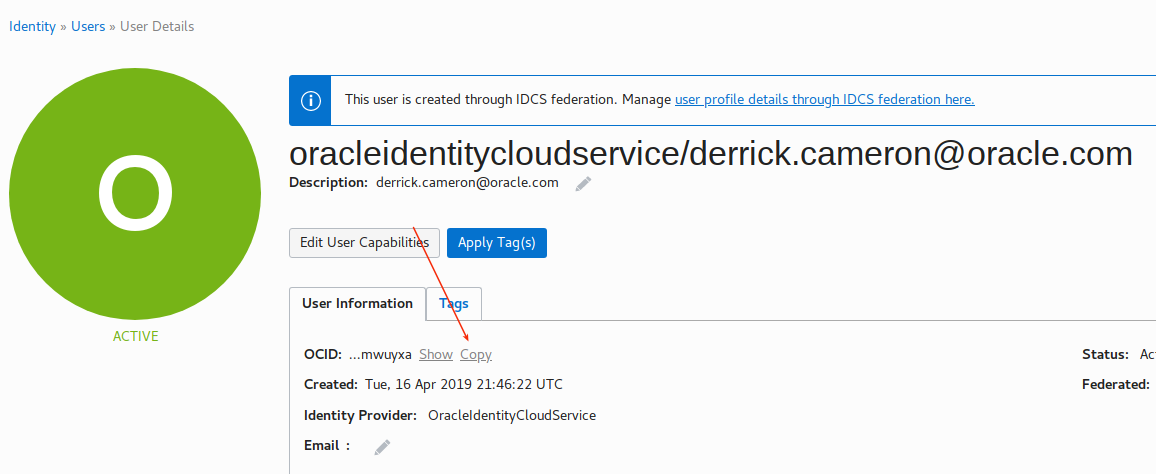 Identity » Users » User Details
O
ACTIVE
This user is created through IDCS federation. Manage user profile details through IDCS federation here.
oracleidentitycloudservice/derrick.cameron@oracle.com
Description: derrick.cameron@oracle.com
Edit User Capabilities Apply Tag(s)
User Information Tags
OCID: ...mwuyxa Show Copy Status:
Created: Tue, 16 Apr 2019 21:46:22 UTC Federated:
Identity Provider: OracleIdentityCloudService
Email :